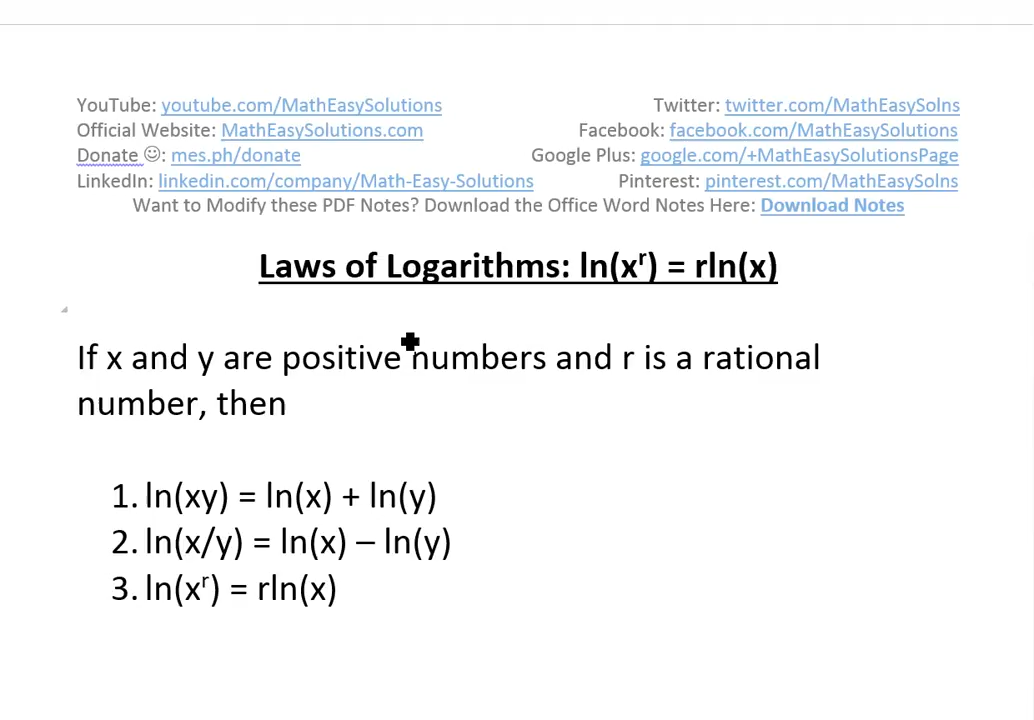 YouTube: youtube.com/MathEasySolutions Twitter: twitter.com/MathEasySolns
Official Website: MathEasySolutions.com Facebook: facebook.com/MathEasySolutions
Donate ☺: mes.ph/donate Google Plus: google.com/+MathEasySolutionsPage
LinkedIn: linkedin.com/company/Math-Easy-Solutions Pinterest: pinterest.com/MathEasySolns
Want to Modify these PDF Notes? Download the Office Word Notes Here: Download Notes
Laws of Logarithms: ln(xʳ) = rln(x)
If x and y are positive numbers and r is a rational
number, then
1. ln(xy) = ln(x) + ln(y)
2. ln(x/y) = ln(x) – ln(y)
3. ln(xʳ) = rln(x)